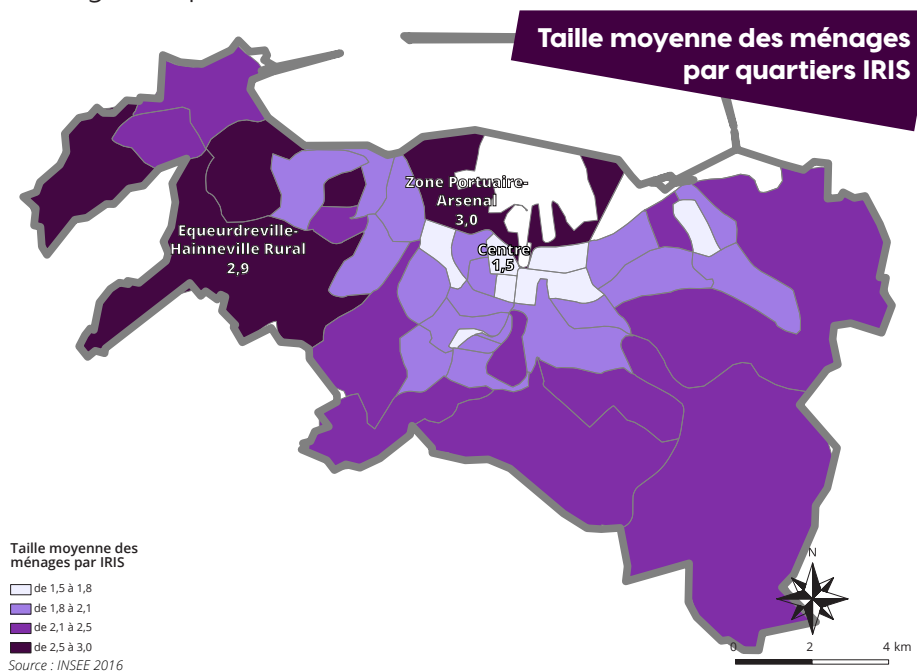 Taille moyenne des ménages
par quartiers IRIS
Zone Portuaire-
Arsenal
3,0
Equeurdreville-
Hainneville Rural
2,9
Centre
1,5
Taille moyenne des
ménages par IRIS
de 1,5 à 1,8
de 1,8 à 2,1
de 2,1 à 2,5
de 2,5 à 3,0
Source : INSEE 2016
N
0 2 4 km